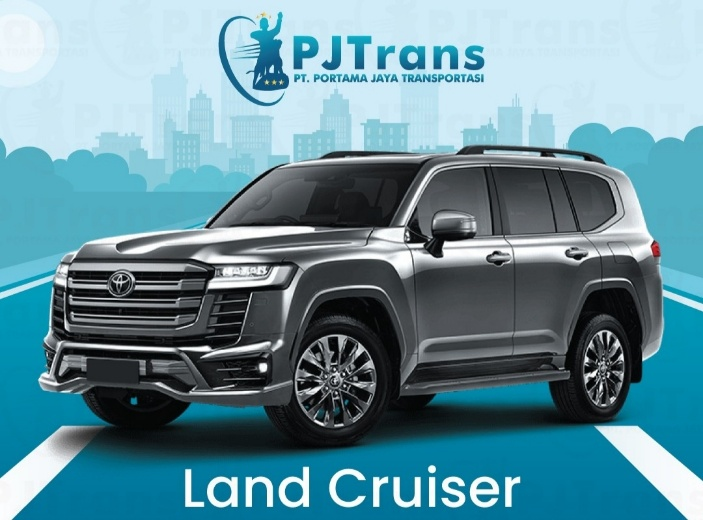 PJTrans
PT. PORTAMA JAYA TRANSPORTASI
Land Cruiser